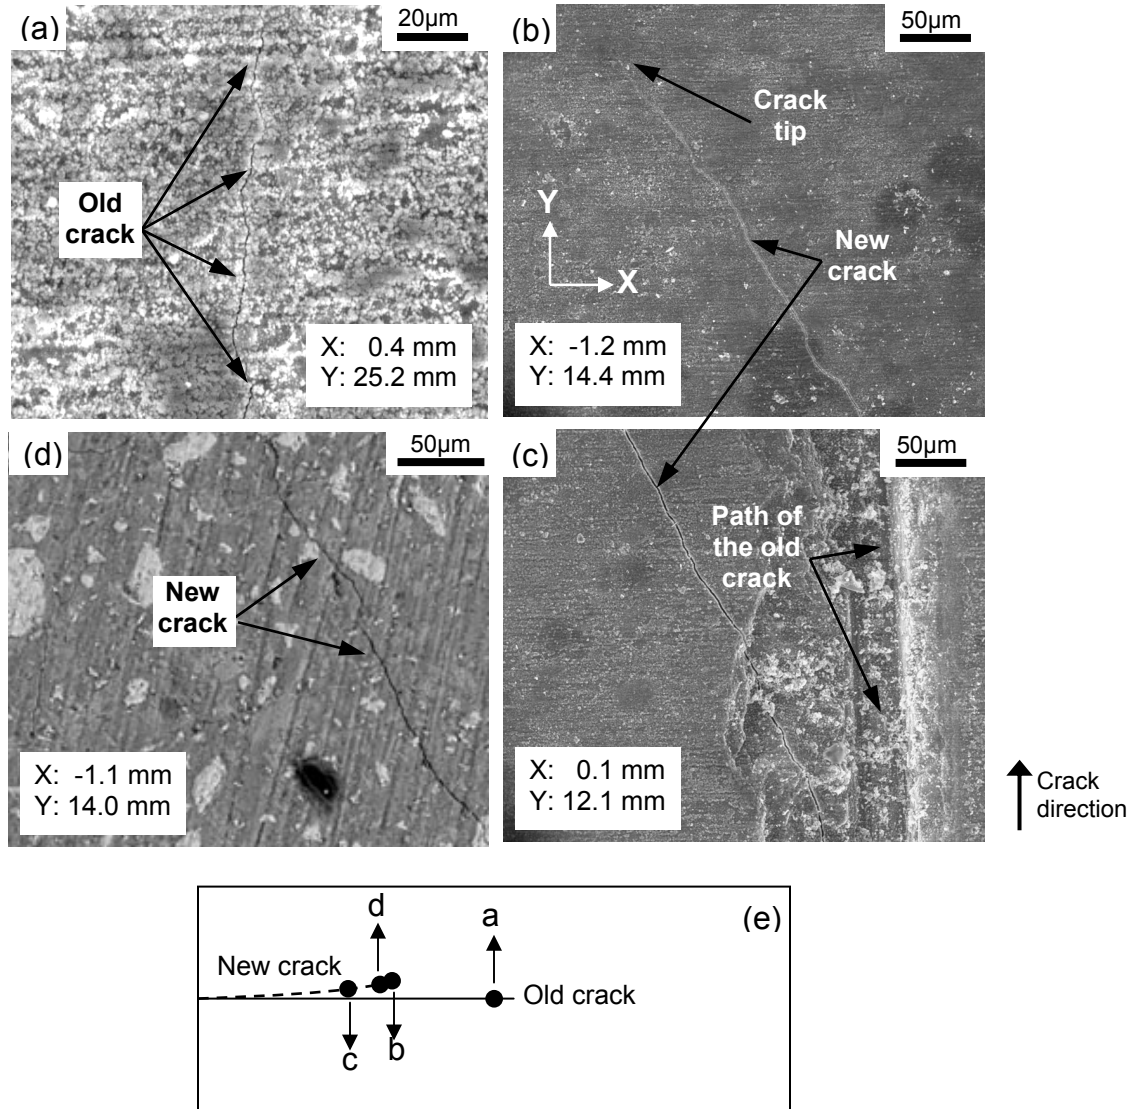 (a)
20µm
Old
crack
X: 0.4 mm
Y: 25.2 mm
(b)
50µm
Crack
tip
Y
X
New
crack
X: -1.2 mm
Y: 14.4 mm
(d)
50µm
New
crack
X: -1.1 mm
Y: 14.0 mm
(c)
50µm
Path of
the old
crack
X: 0.1 mm
Y: 12.1 mm
Crack
direction
(e)
d
a
New crack
Old crack
c
b